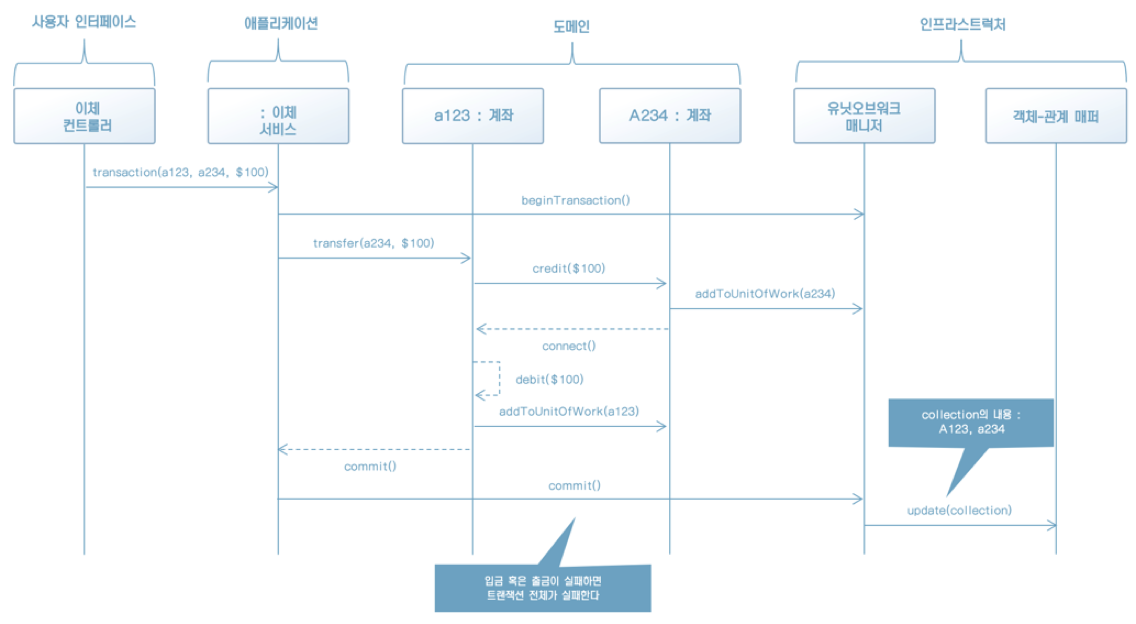 사용자 인터페이스
애플리케이션
도메인
인프라스트럭처
이체
컨트롤러
: 이체
서비스
a123 : 계좌
A234 : 계좌
유닛오브워크
매니저
객체-관계 매퍼
transaction(a123, a234, $100)
beginTransaction()
transfer(a234, $100)
credit($100)
addToUnitOfWork(a234)
connect()
debit($100)
addToUnitOfWork(a123)
collection의 내용 :
A123, a234
commit()
commit()
update(collection)
입금 혹은 출금이 실패하면
트랜잭션 전체가 실패한다